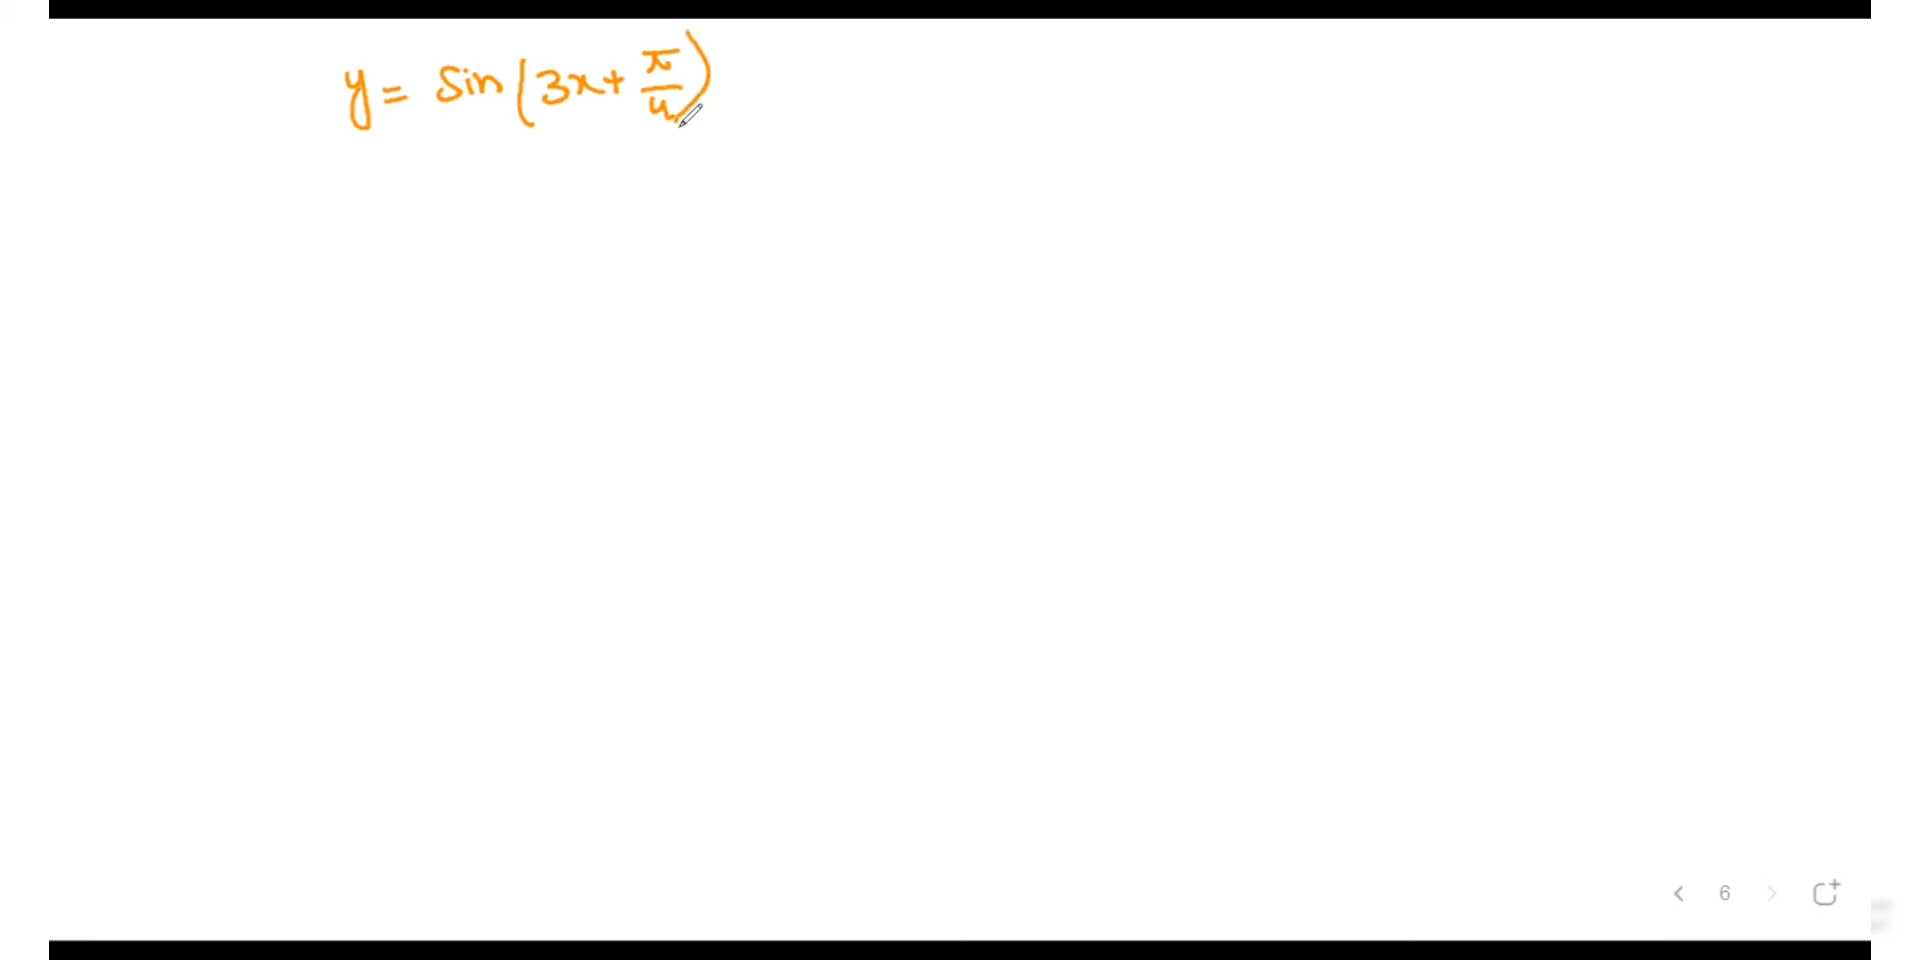 y = sin(3x + π/4)
6